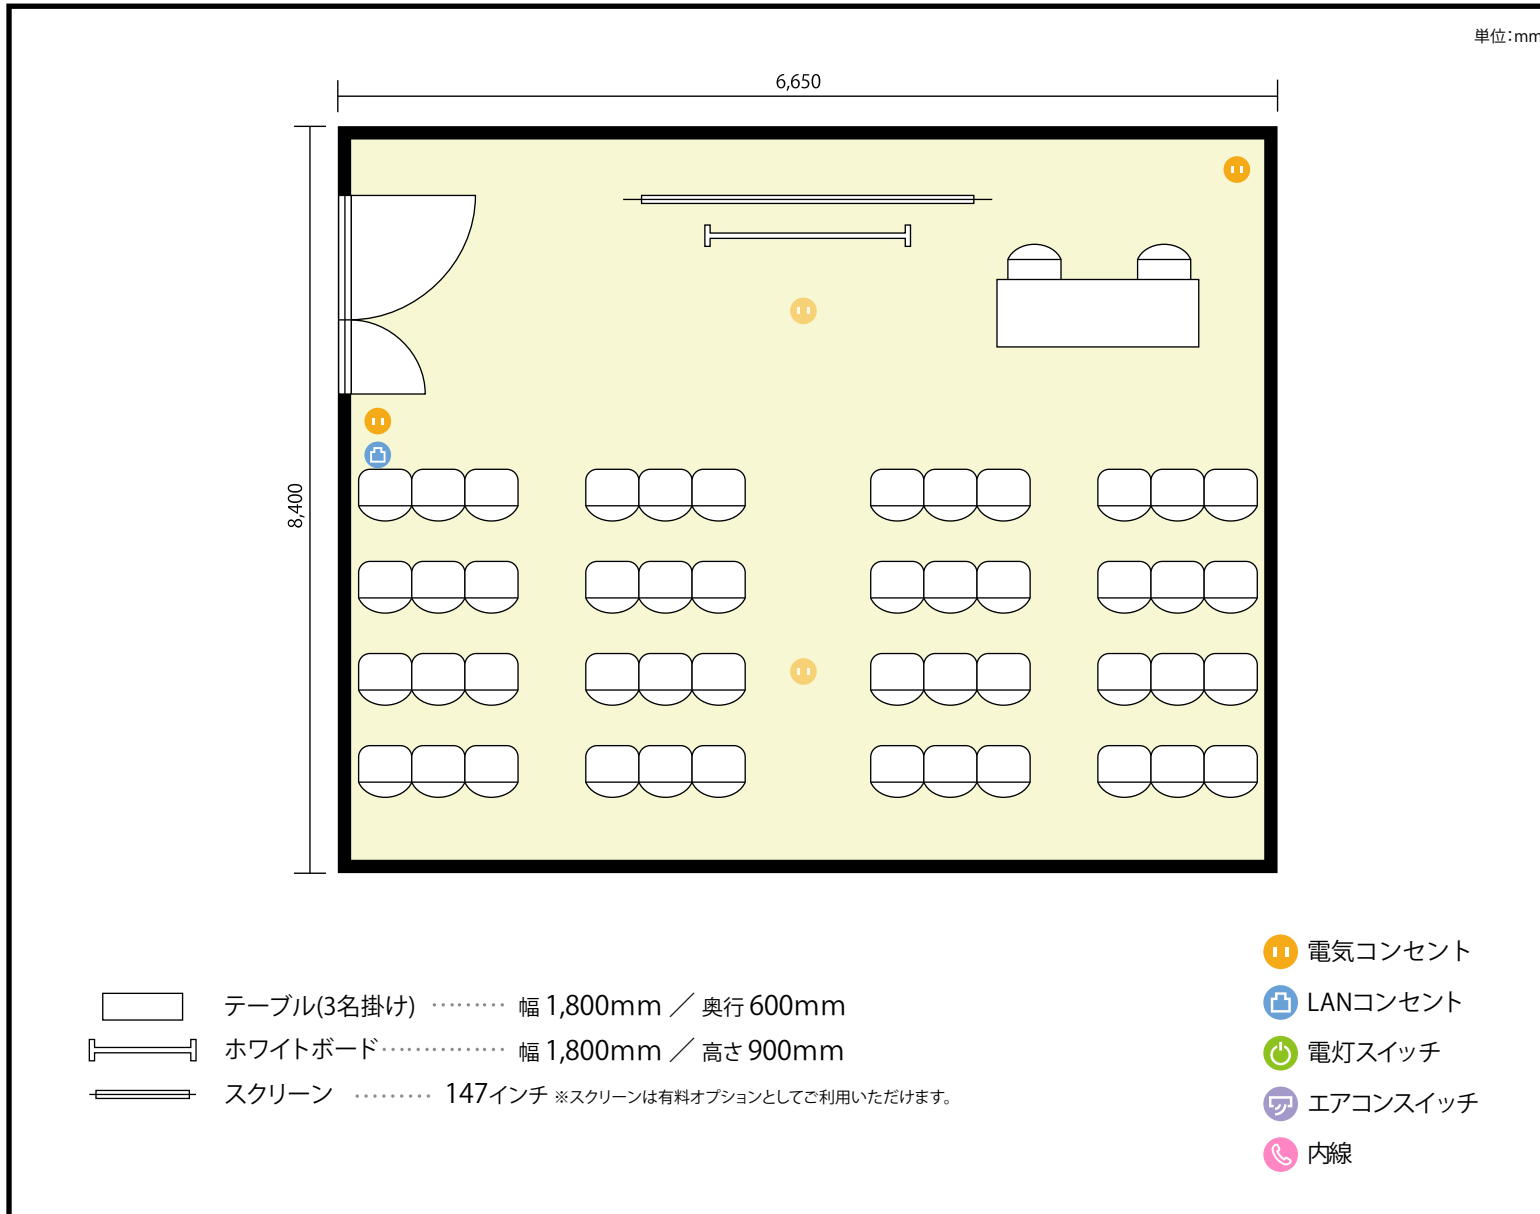 単位：mm
6,650
8,400
テーブル(3名掛け) ……… 幅 1,800mm ／ 奥行 600mm
ホワイトボード…………… 幅 1,800mm ／ 高さ 900mm
スクリーン ……… 147インチ ※スクリーンは有料オプションとしてご利用いただけます。
電気コンセント
LANコンセント
電灯スイッチ
エアコンスイッチ
内線